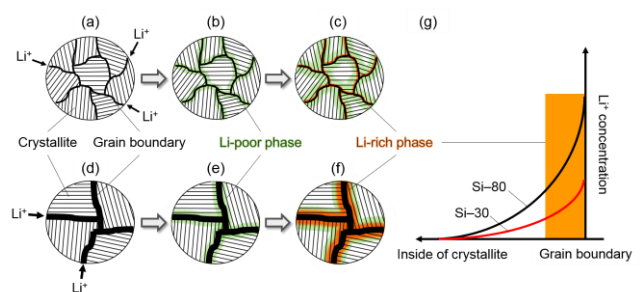 (a)
(b)
(c)
(g)
Li⁺
Li⁺
Li⁺
Crystallite
Grain boundary
Li-poor phase
Li-rich phase
(d)
(e)
(f)
Li⁺
Li⁺
Li⁺ concentration
Si–80
Si–30
Inside of crystallite
Grain boundary